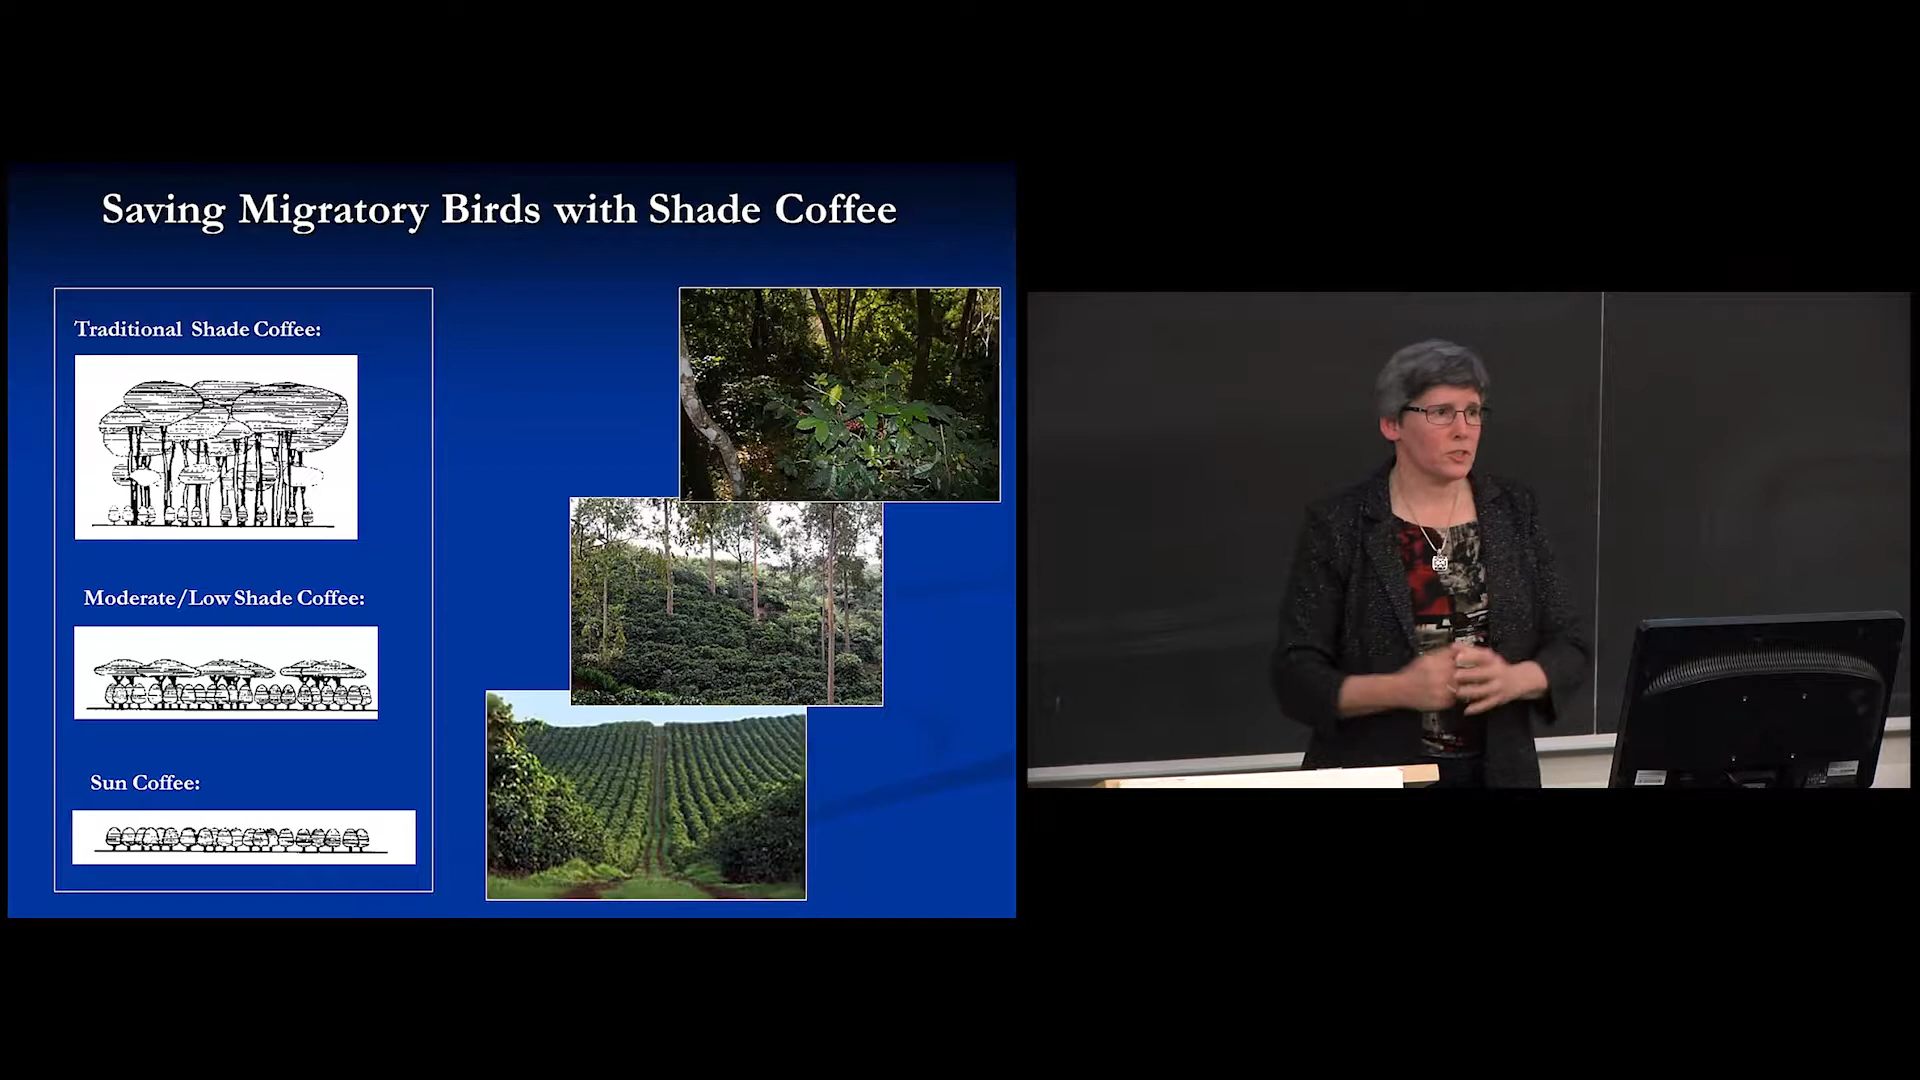 Saving Migratory Birds with Shade Coffee
Traditional Shade Coffee:
Moderate/Low Shade Coffee:
Sun Coffee: